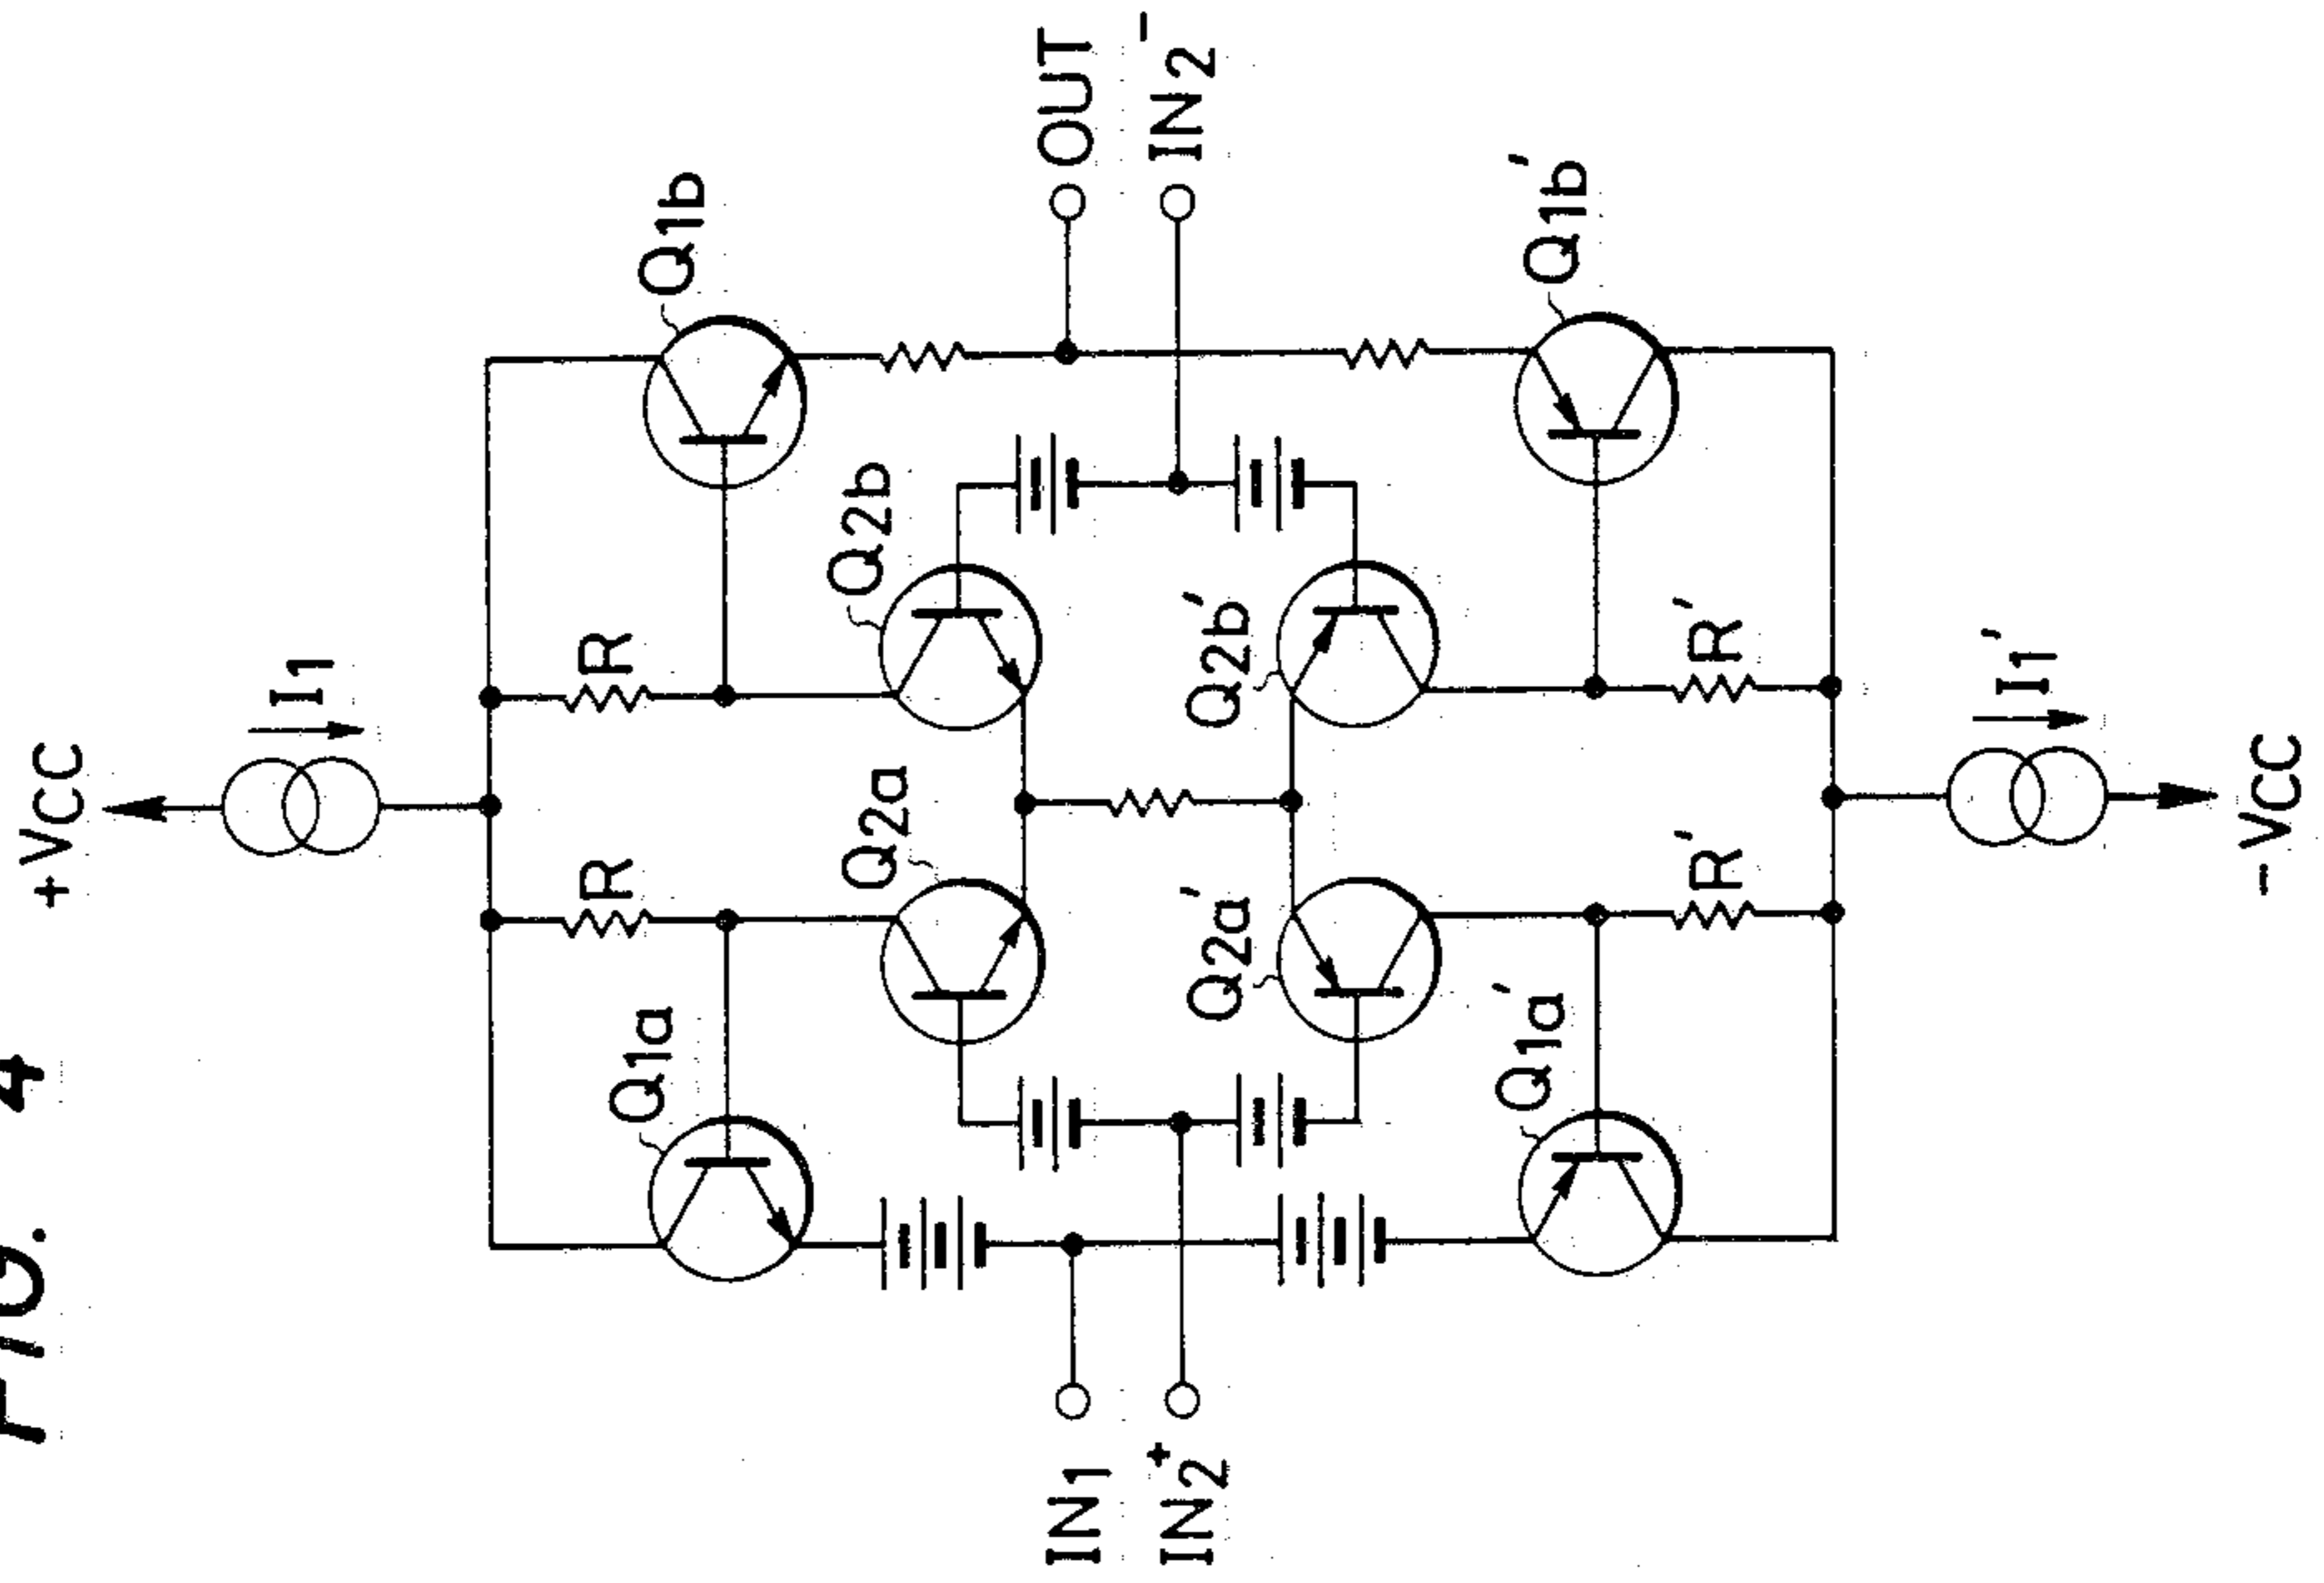 FIG. 4
+VCC
I1
R
R
Q1a
Q1b
Q2a
Q2b
IN1
IN2+
OUT
IN2-
Q2a'
Q2b'
Q1a'
Q1b'
R'
R'
I1'
-VCC